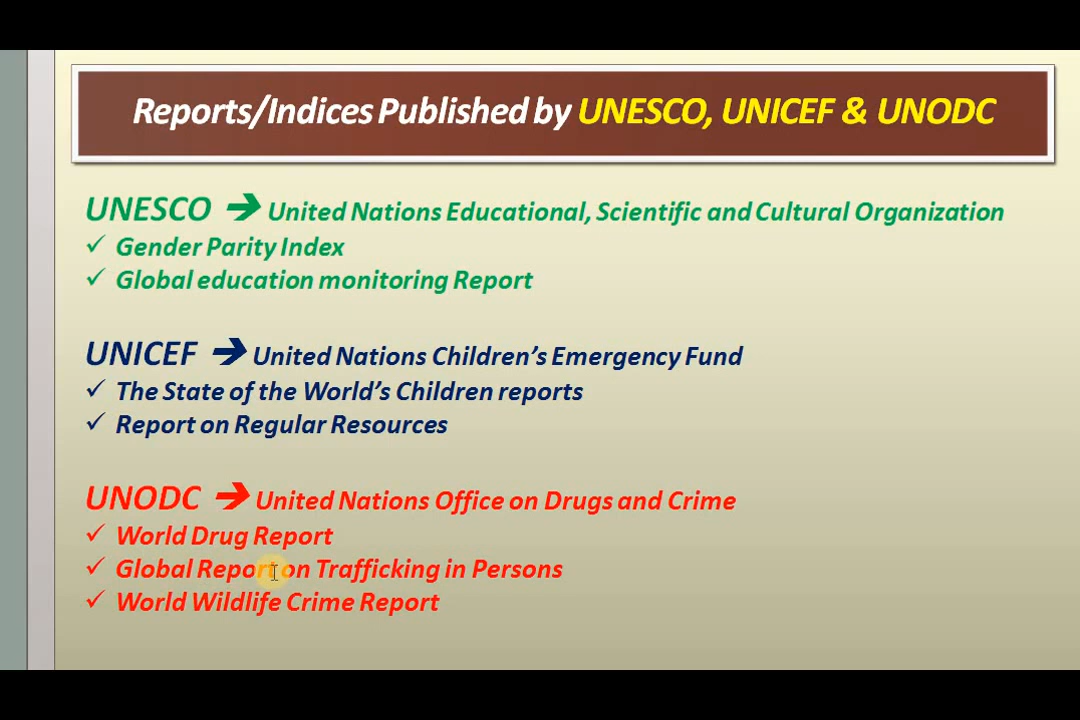 Reports/Indices Published by UNESCO, UNICEF & UNODC
UNESCO ➔ United Nations Educational, Scientific and Cultural Organization
✓ Gender Parity Index
✓ Global education monitoring Report
UNICEF ➔ United Nations Children's Emergency Fund
✓ The State of the World's Children reports
✓ Report on Regular Resources
UNODC ➔ United Nations Office on Drugs and Crime
✓ World Drug Report
✓ Global Report on Trafficking in Persons
✓ World Wildlife Crime Report